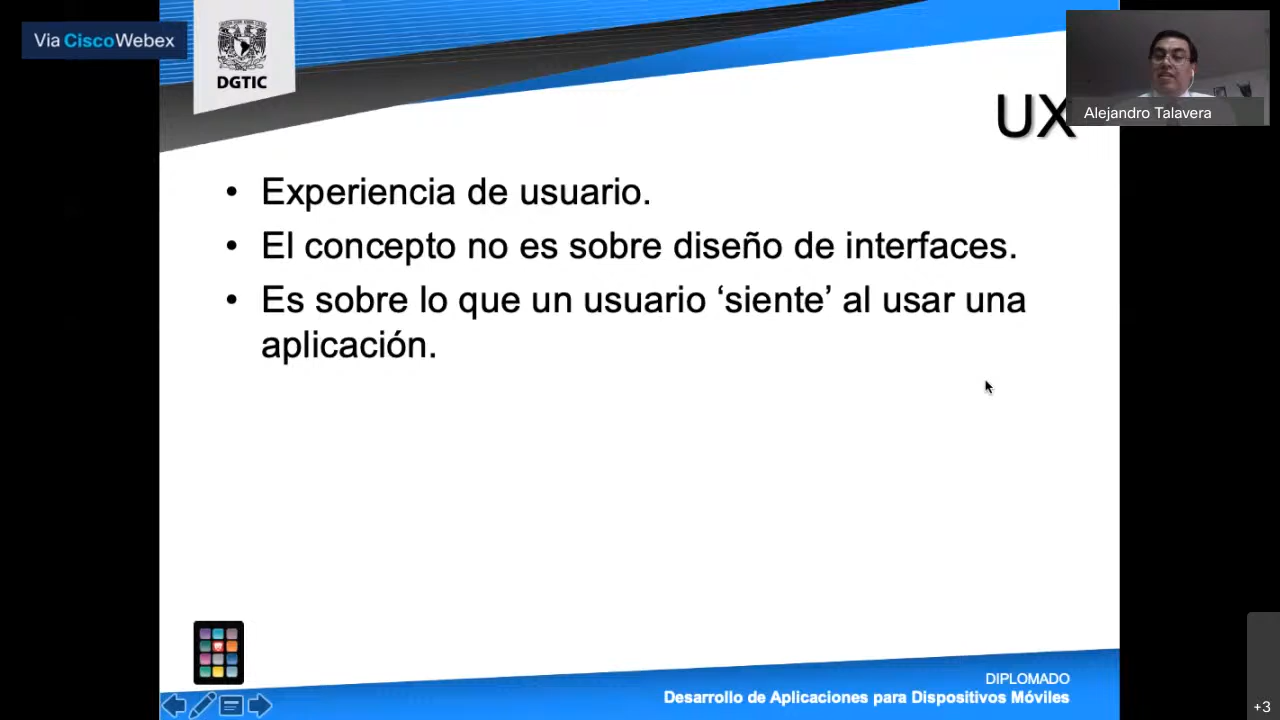 Via CiscoWebex
DGTIC
Alejandro Talavera
UX
• Experiencia de usuario.
• El concepto no es sobre diseño de interfaces.
• Es sobre lo que un usuario ‘siente’ al usar una
aplicación.
DIPLOMADO
Desarrollo de Aplicaciones para Dispositivos Móviles
+3